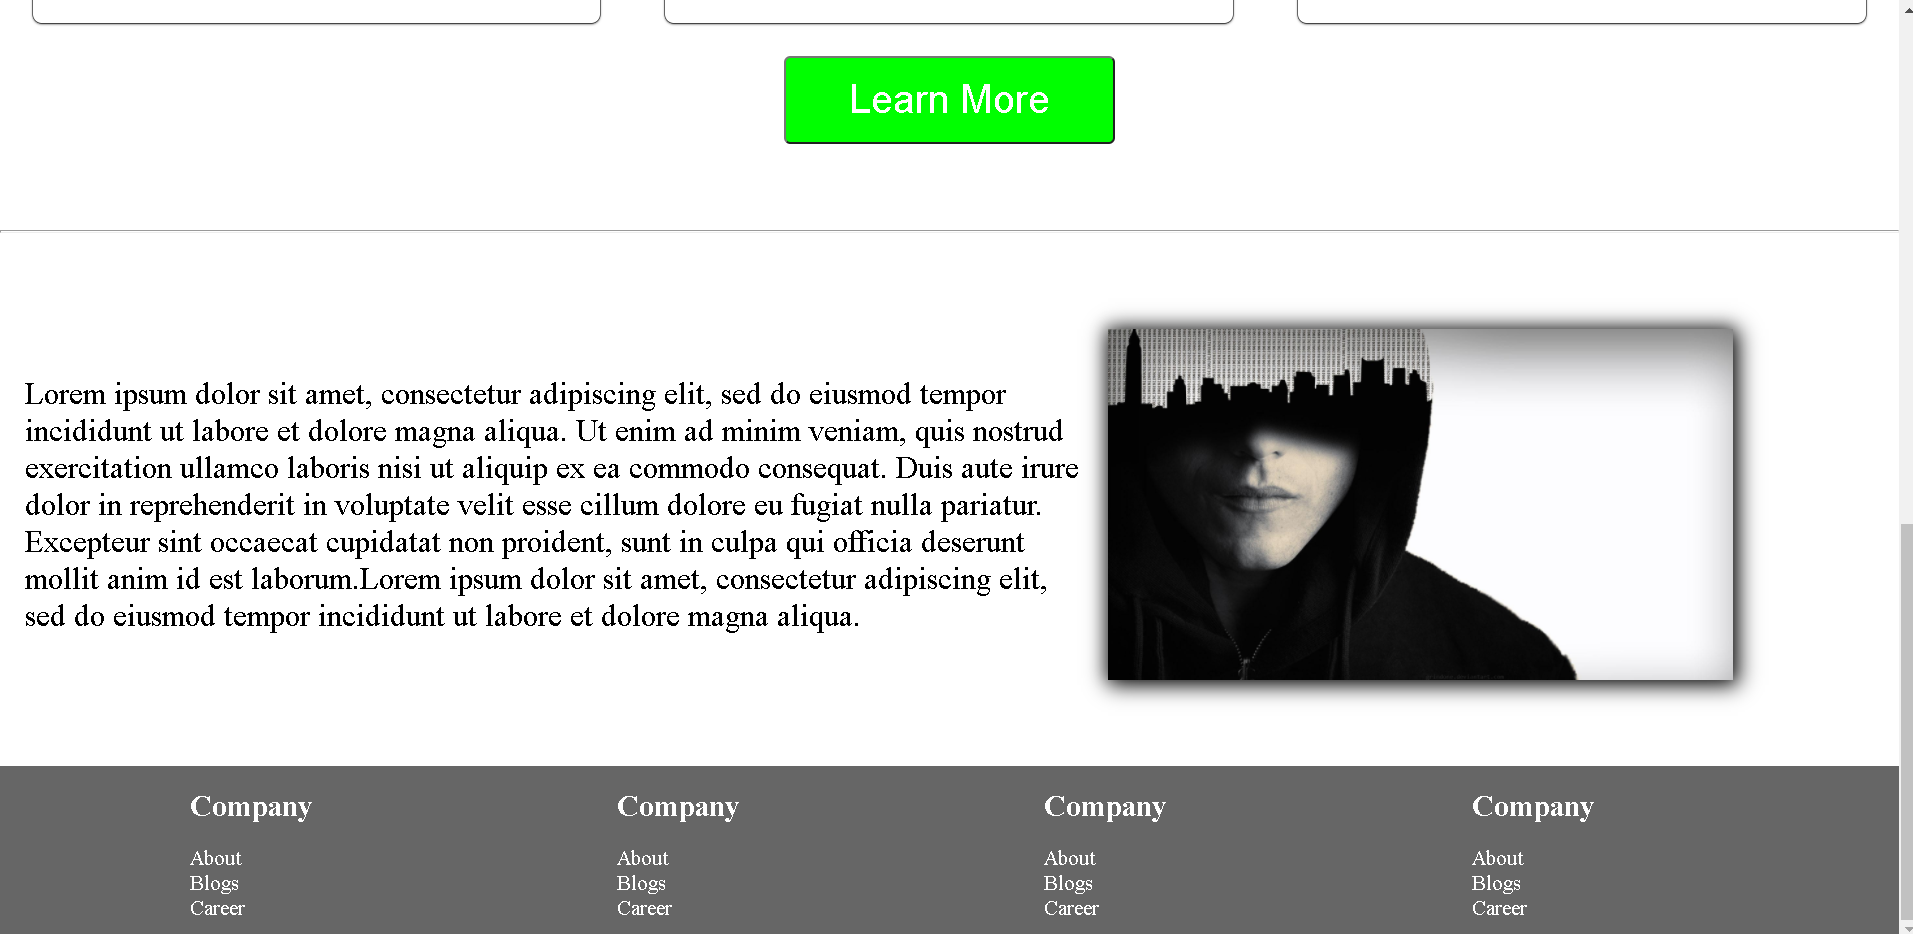 Learn More
Lorem ipsum dolor sit amet, consectetur adipiscing elit, sed do eiusmod tempor
incididunt ut labore et dolore magna aliqua. Ut enim ad minim veniam, quis nostrud
exercitation ullamco laboris nisi ut aliquip ex ea commodo consequat. Duis aute irure
dolor in reprehenderit in voluptate velit esse cillum dolore eu fugiat nulla pariatur.
Excepteur sint occaecat cupidatat non proident, sunt in culpa qui officia deserunt
mollit anim id est laborum.Lorem ipsum dolor sit amet, consectetur adipiscing elit,
sed do eiusmod tempor incididunt ut labore et dolore magna aliqua.
Company
About
Blogs
Career
Company
About
Blogs
Career
Company
About
Blogs
Career
Company
About
Blogs
Career